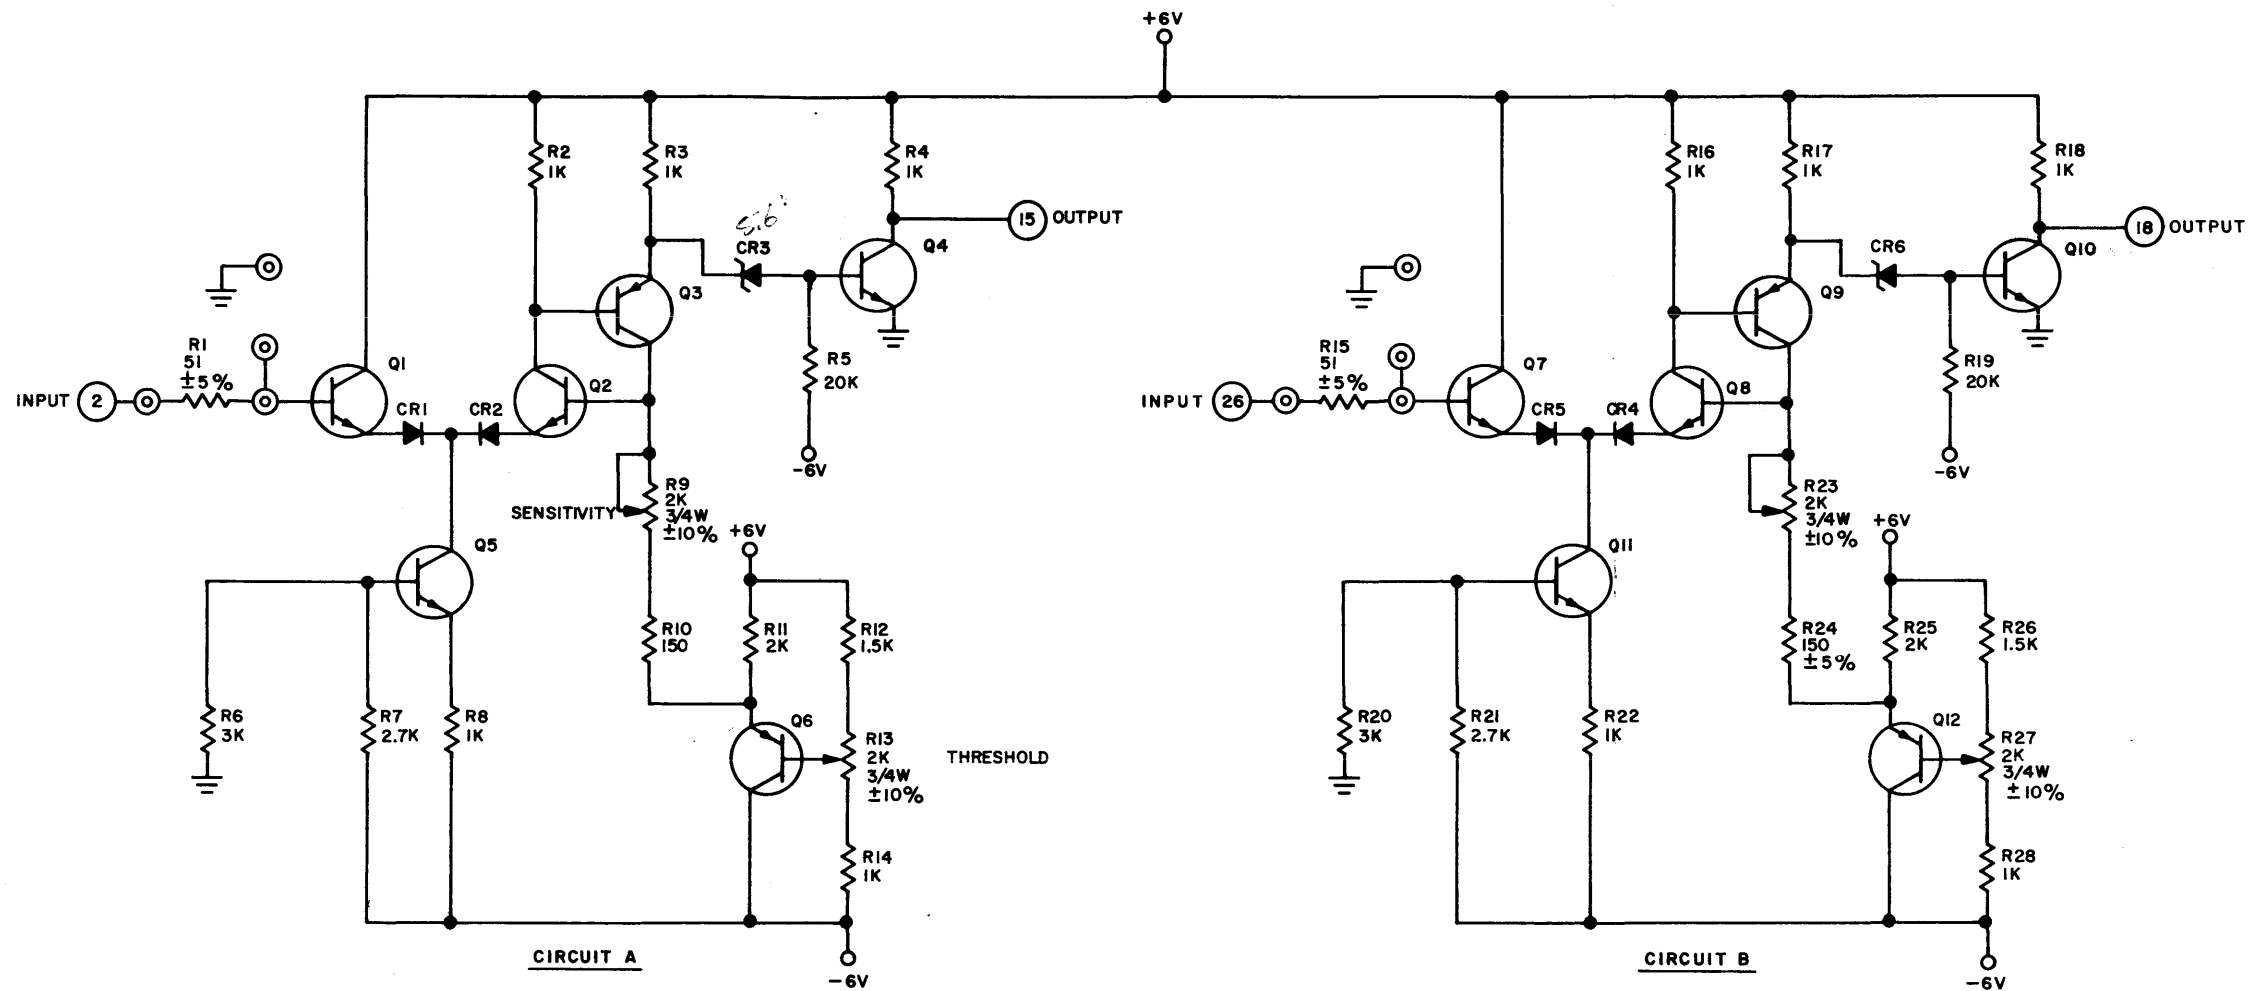 +6V
R2
1K
R3
1K
R4
1K
R16
1K
R17
1K
R18
1K
5.6
CR3
Q4
15 OUTPUT
CR6
Q10
18 OUTPUT
Q3
Q9
R1
51
±5%
INPUT 2
Q1
CR1
CR2
Q2
R5
20K
-6V
R15
51
±5%
INPUT 26
Q7
CR5
CR4
Q8
R19
20K
-6V
SENSITIVITY
R9
2K
3/4W
±10%
R23
2K
3/4W
±10%
Q5
+6V
Q11
+6V
R10
150
R11
2K
R12
1.5K
R24
150
±5%
R25
2K
R26
1.5K
R6
3K
R7
2.7K
R8
1K
Q6
R13
2K
3/4W
±10%
THRESHOLD
R20
3K
R21
2.7K
R22
1K
Q12
R27
2K
3/4W
±10%
R14
1K
R28
1K
CIRCUIT A
-6V
CIRCUIT B
-6V